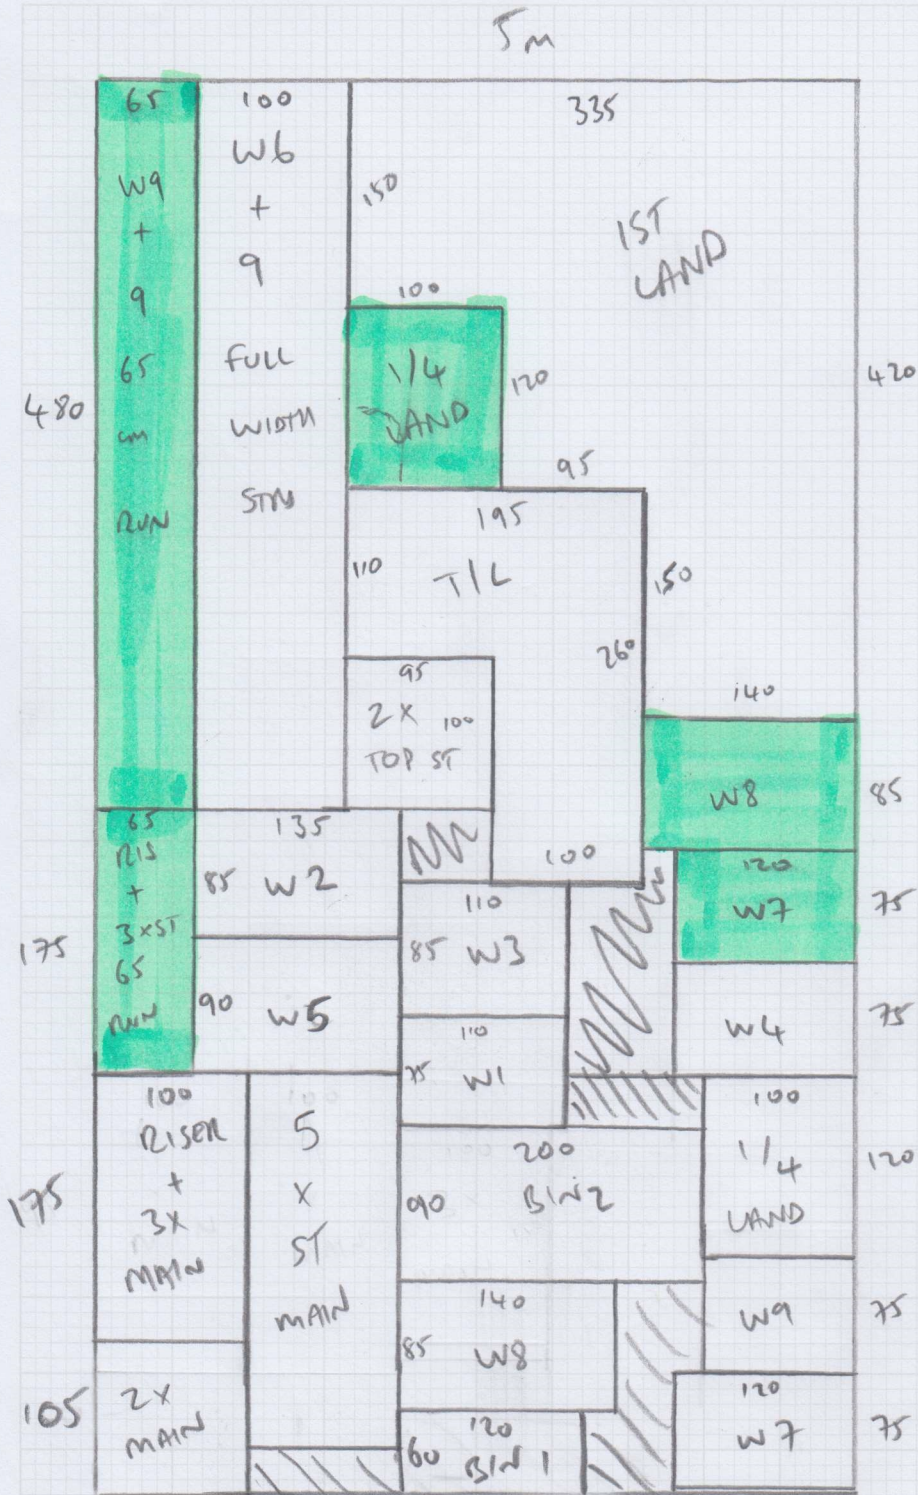 5m
65
W9
+
9
65
cm
RUN
480
100
W6
+
9
FULL
WIDTH
STRS
335
150
1ST
LAND
420
100
1/4
LAND
120
95
195
T/L
110
150
260
95
2X
100
TOP ST
140
W8
85
65
RIS
+
3XST
65
RUN
175
135
85
W2
90
W5
100
110
85
W3
110
75
W1
120
W7
75
W4
75
100
RISER
+
3X
MAIN
175
5
X
ST
MAIN
200
90
BIN2
100
1/4
LAND
120
140
85
W8
W9
75
105
2X
MAIN
120
60
BIN 1
120
W7
75